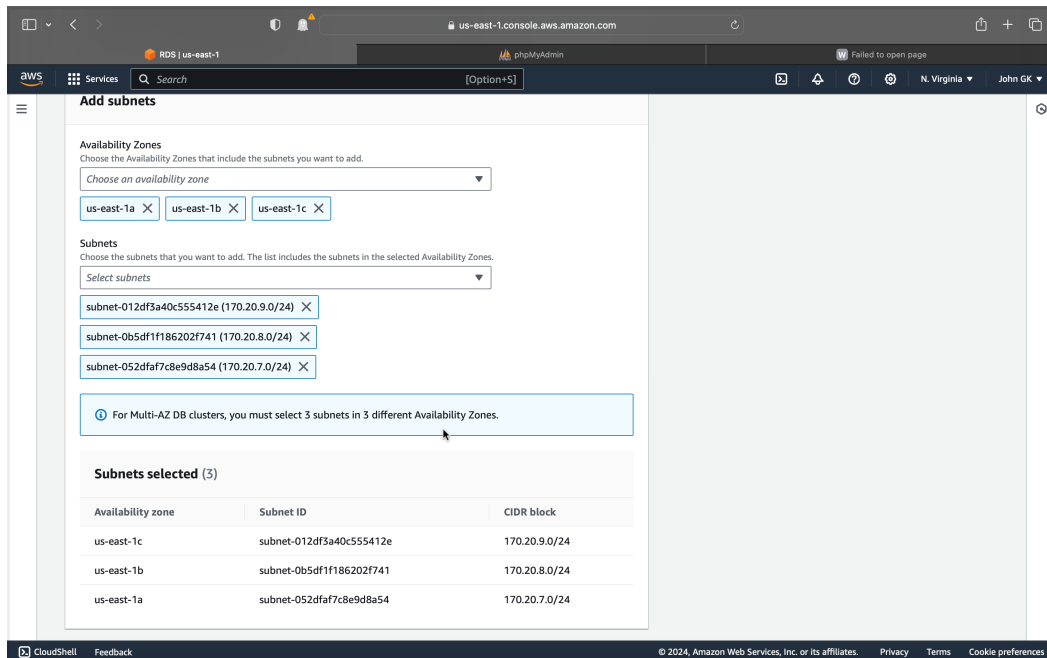 us-east-1.console.aws.amazon.com
RDS | us-east-1
phpMyAdmin
W Failed to open page
aws
Services
Search
[Option+S]
N. Virginia
John GK
Add subnets
Availability Zones
Choose the Availability Zones that include the subnets you want to add.
Choose an availability zone
us-east-1a
us-east-1b
us-east-1c
Subnets
Choose the subnets that you want to add. The list includes the subnets in the selected Availability Zones.
Select subnets
subnet-012df3a40c555412e (170.20.9.0/24)
subnet-0b5df1f186202f741 (170.20.8.0/24)
subnet-052dfaf7c8e9d8a54 (170.20.7.0/24)
For Multi-AZ DB clusters, you must select 3 subnets in 3 different Availability Zones.
Subnets selected (3)
Availability zone Subnet ID CIDR block
us-east-1c subnet-012df3a40c555412e 170.20.9.0/24
us-east-1b subnet-0b5df1f186202f741 170.20.8.0/24
us-east-1a subnet-052dfaf7c8e9d8a54 170.20.7.0/24
CloudShell Feedback © 2024, Amazon Web Services, Inc. or its affiliates. Privacy Terms Cookie preferences